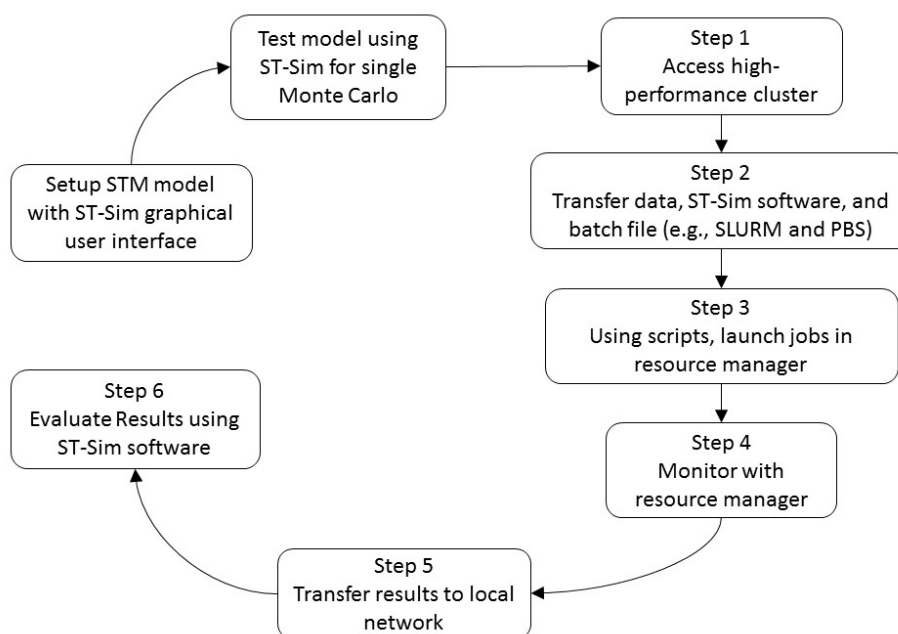 Setup STM model
with ST-Sim graphical
user interface
Test model using
ST-Sim for single
Monte Carlo
Step 1
Access high-
performance cluster
Step 2
Transfer data, ST-Sim software, and
batch file (e.g., SLURM and PBS)
Step 3
Using scripts, launch jobs in
resource manager
Step 4
Monitor with
resource manager
Step 5
Transfer results to local
network
Step 6
Evaluate Results using
ST-Sim software